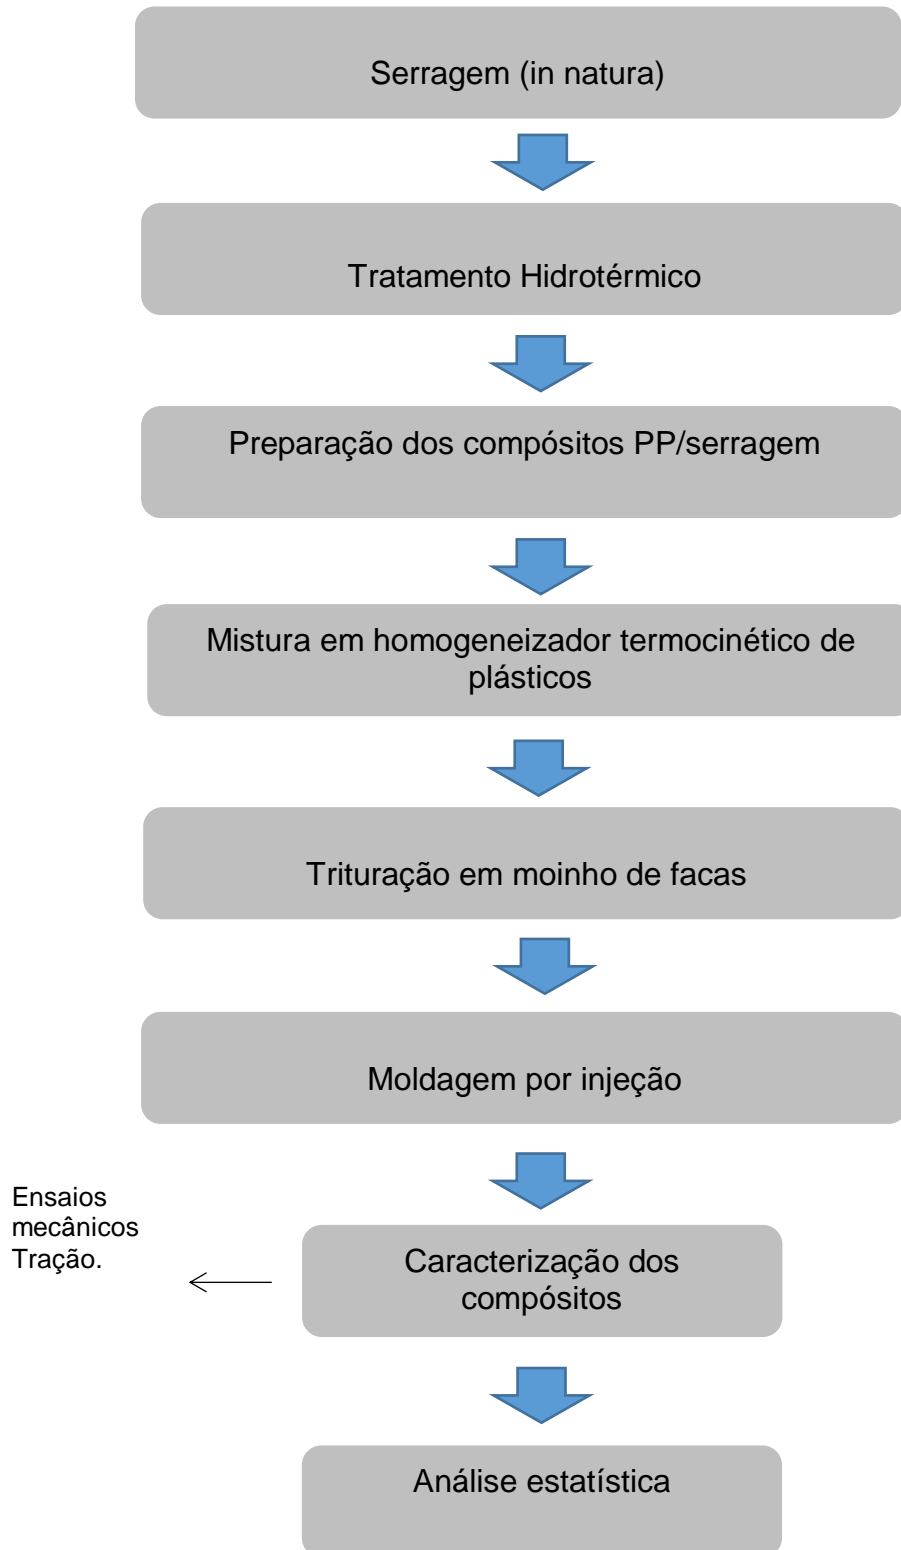 Serragem (in natura)
Tratamento Hidrotérmico
Preparação dos compósitos PP/serragem
Mistura em homogeneizador termocinético de
plásticos
Trituração em moinho de facas
Moldagem por injeção
Ensaios
mecânicos
Tração.
Caracterização dos
compósitos
Análise estatística